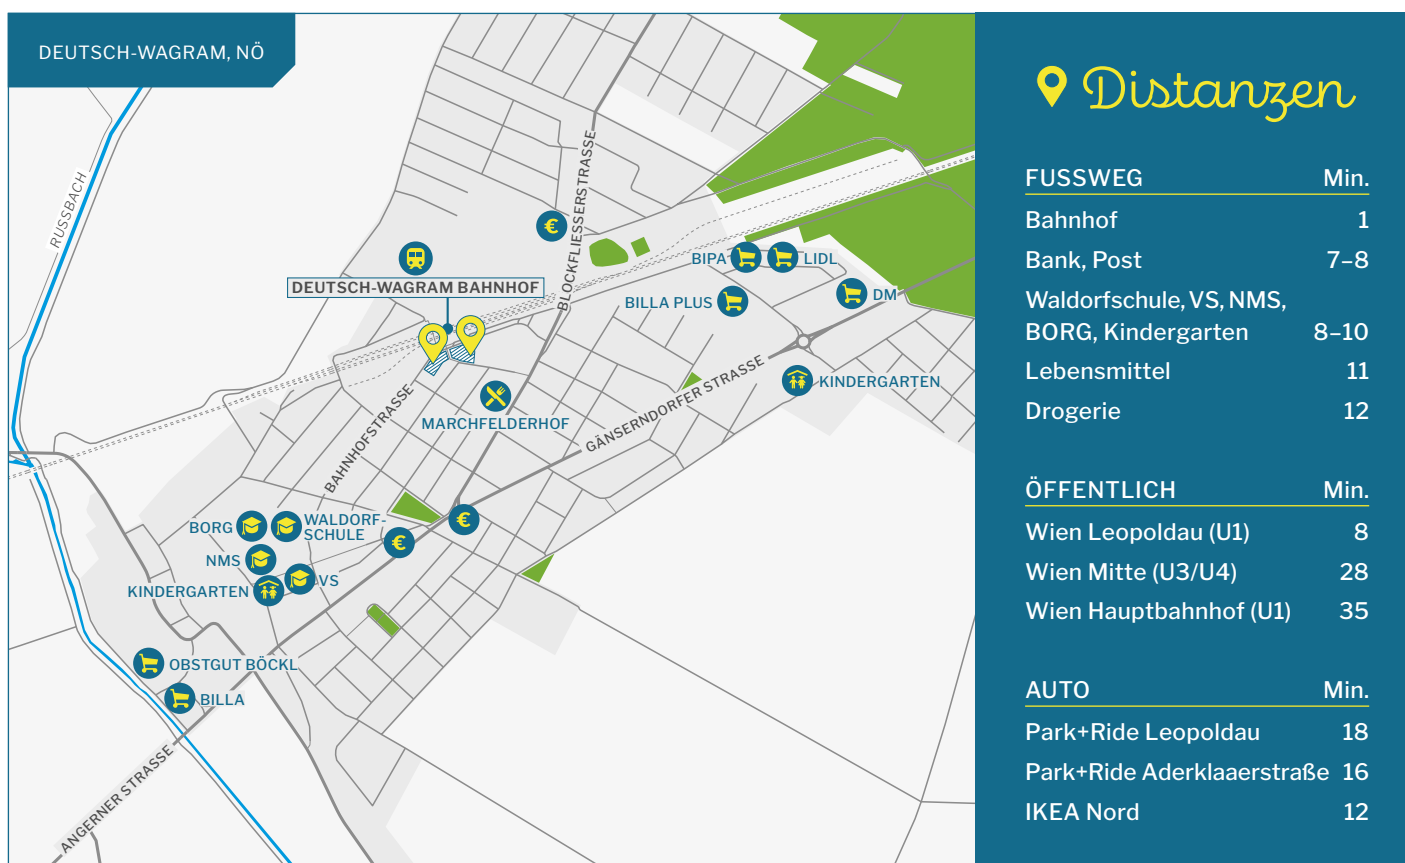 DEUTSCH-WAGRAM, NÖ
RUSSBACH
BLOCKFLIESSERSTRASSE
€
DEUTSCH-WAGRAM BAHNHOF
BIPA
LIDL
BILLA PLUS
DM
KINDERGARTEN
MARCHFELDERHOF
GÄNSERNDORFER STRASSE
BAHNHOFSTRASSE
BORG
WALDORF-
SCHULE
€
€
NMS
VS
KINDERGARTEN
OBSTGUT BÖCKL
BILLA
ANGERNER STRASSE
Distanzen
FUSSWEG Min.
Bahnhof 1
Bank, Post 7–8
Waldorfschule, VS, NMS,
BORG, Kindergarten 8–10
Lebensmittel 11
Drogerie 12
ÖFFENTLICH Min.
Wien Leopoldau (U1) 8
Wien Mitte (U3/U4) 28
Wien Hauptbahnhof (U1) 35
AUTO Min.
Park+Ride Leopoldau 18
Park+Ride Aderklaaerstraße 16
IKEA Nord 12